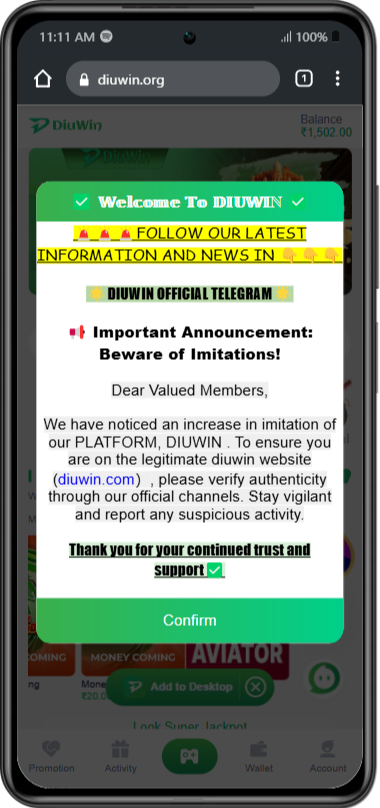 11:11 AM
100%
diuwin.org
1
DiuWin
Balance
₹1,502.00
DiuWin
✅ Welcome To DIUWIN ✓
🚨 🚨 🚨 FOLLOW OUR LATEST
INFORMATION AND NEWS IN 👇 👇 👇
🌟 DIUWIN OFFICIAL TELEGRAM 🌟
📢 Important Announcement:
Beware of Imitations!
Dear Valued Members,
We have noticed an increase in imitation of
our PLATFORM, DIUWIN . To ensure you
are on the legitimate diuwin website
(diuwin.com) , please verify authenticity
through our official channels. Stay vigilant
and report any suspicious activity.
Thank you for your continued trust and
support ✅
Confirm
COMING
MONEY COMING
AVIATOR
ng
Mone
₹20.0
Add to Desktop
Look Super Jackpot
Promotion
Activity
Wallet
Account